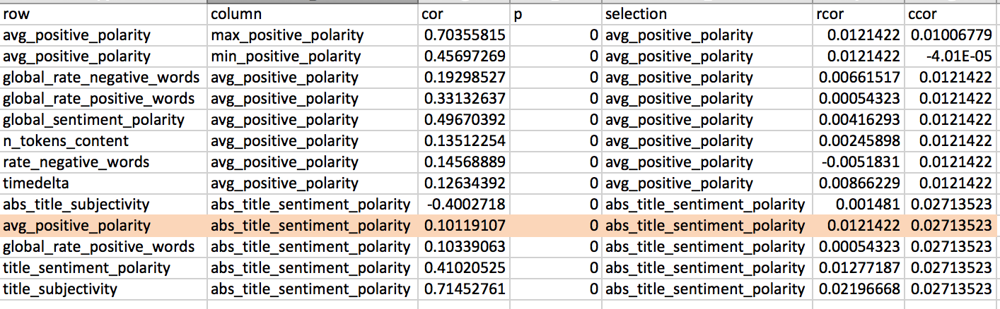 row column cor p selection rcor ccor
avg_positive_polarity max_positive_polarity 0.70355815 0 avg_positive_polarity 0.0121422 0.01006779
avg_positive_polarity min_positive_polarity 0.45697269 0 avg_positive_polarity 0.0121422 -4.01E-05
global_rate_negative_words avg_positive_polarity 0.19298527 0 avg_positive_polarity 0.00661517 0.0121422
global_rate_positive_words avg_positive_polarity 0.33132637 0 avg_positive_polarity 0.00054323 0.0121422
global_sentiment_polarity avg_positive_polarity 0.49670392 0 avg_positive_polarity 0.00416293 0.0121422
n_tokens_content avg_positive_polarity 0.13512254 0 avg_positive_polarity 0.00245898 0.0121422
rate_negative_words avg_positive_polarity 0.14568889 0 avg_positive_polarity -0.0051831 0.0121422
timedelta avg_positive_polarity 0.12634392 0 avg_positive_polarity 0.00866229 0.0121422
abs_title_subjectivity abs_title_sentiment_polarity -0.4002718 0 abs_title_sentiment_polarity 0.001481 0.02713523
avg_positive_polarity abs_title_sentiment_polarity 0.10119107 0 abs_title_sentiment_polarity 0.0121422 0.02713523
global_rate_positive_words abs_title_sentiment_polarity 0.10339063 0 abs_title_sentiment_polarity 0.00054323 0.02713523
title_sentiment_polarity abs_title_sentiment_polarity 0.41020525 0 abs_title_sentiment_polarity 0.01277187 0.02713523
title_subjectivity abs_title_sentiment_polarity 0.71452761 0 abs_title_sentiment_polarity 0.02196668 0.02713523